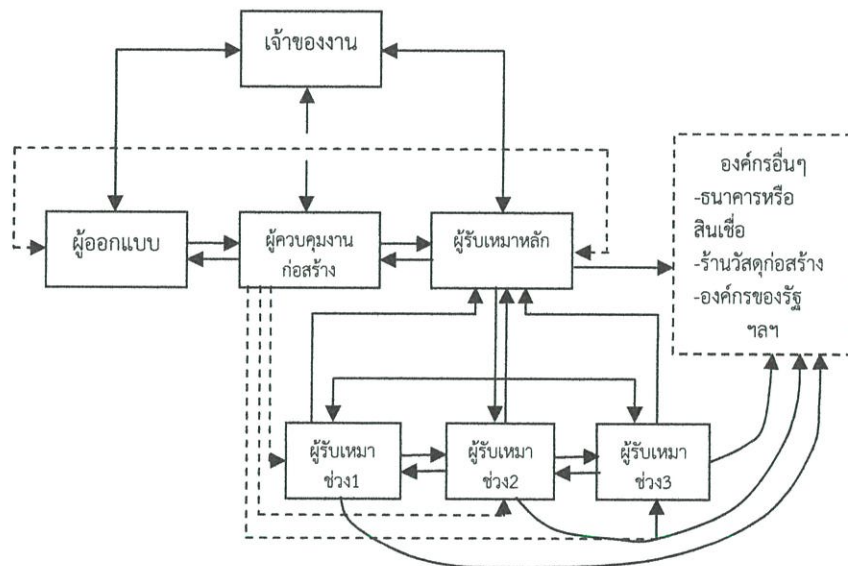 เจ้าของงาน
องค์กรอื่นๆ
-ธนาคารหรือ
สินเชื่อ
-ร้านวัสดุก่อสร้าง
-องค์กรของรัฐ
ฯลฯ
ผู้ออกแบบ
ผู้ควบคุมงาน
ก่อสร้าง
ผู้รับเหมาหลัก
ผู้รับเหมา
ช่วง1
ผู้รับเหมา
ช่วง2
ผู้รับเหมา
ช่วง3